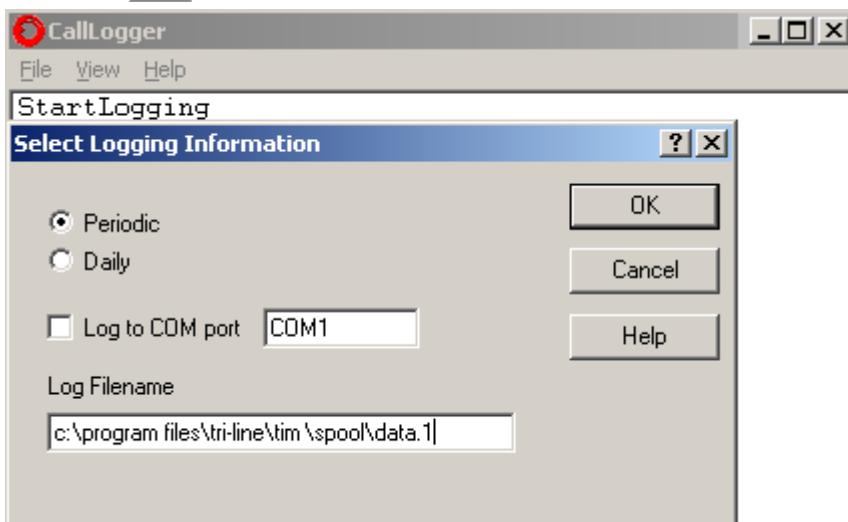 CallLogger
File View Help
StartLogging
Select Logging Information
Periodic
OK
Daily
Cancel
Log to COM port COM1
Help
Log Filename
c:\program files\tri-line\tim \spool\data.1